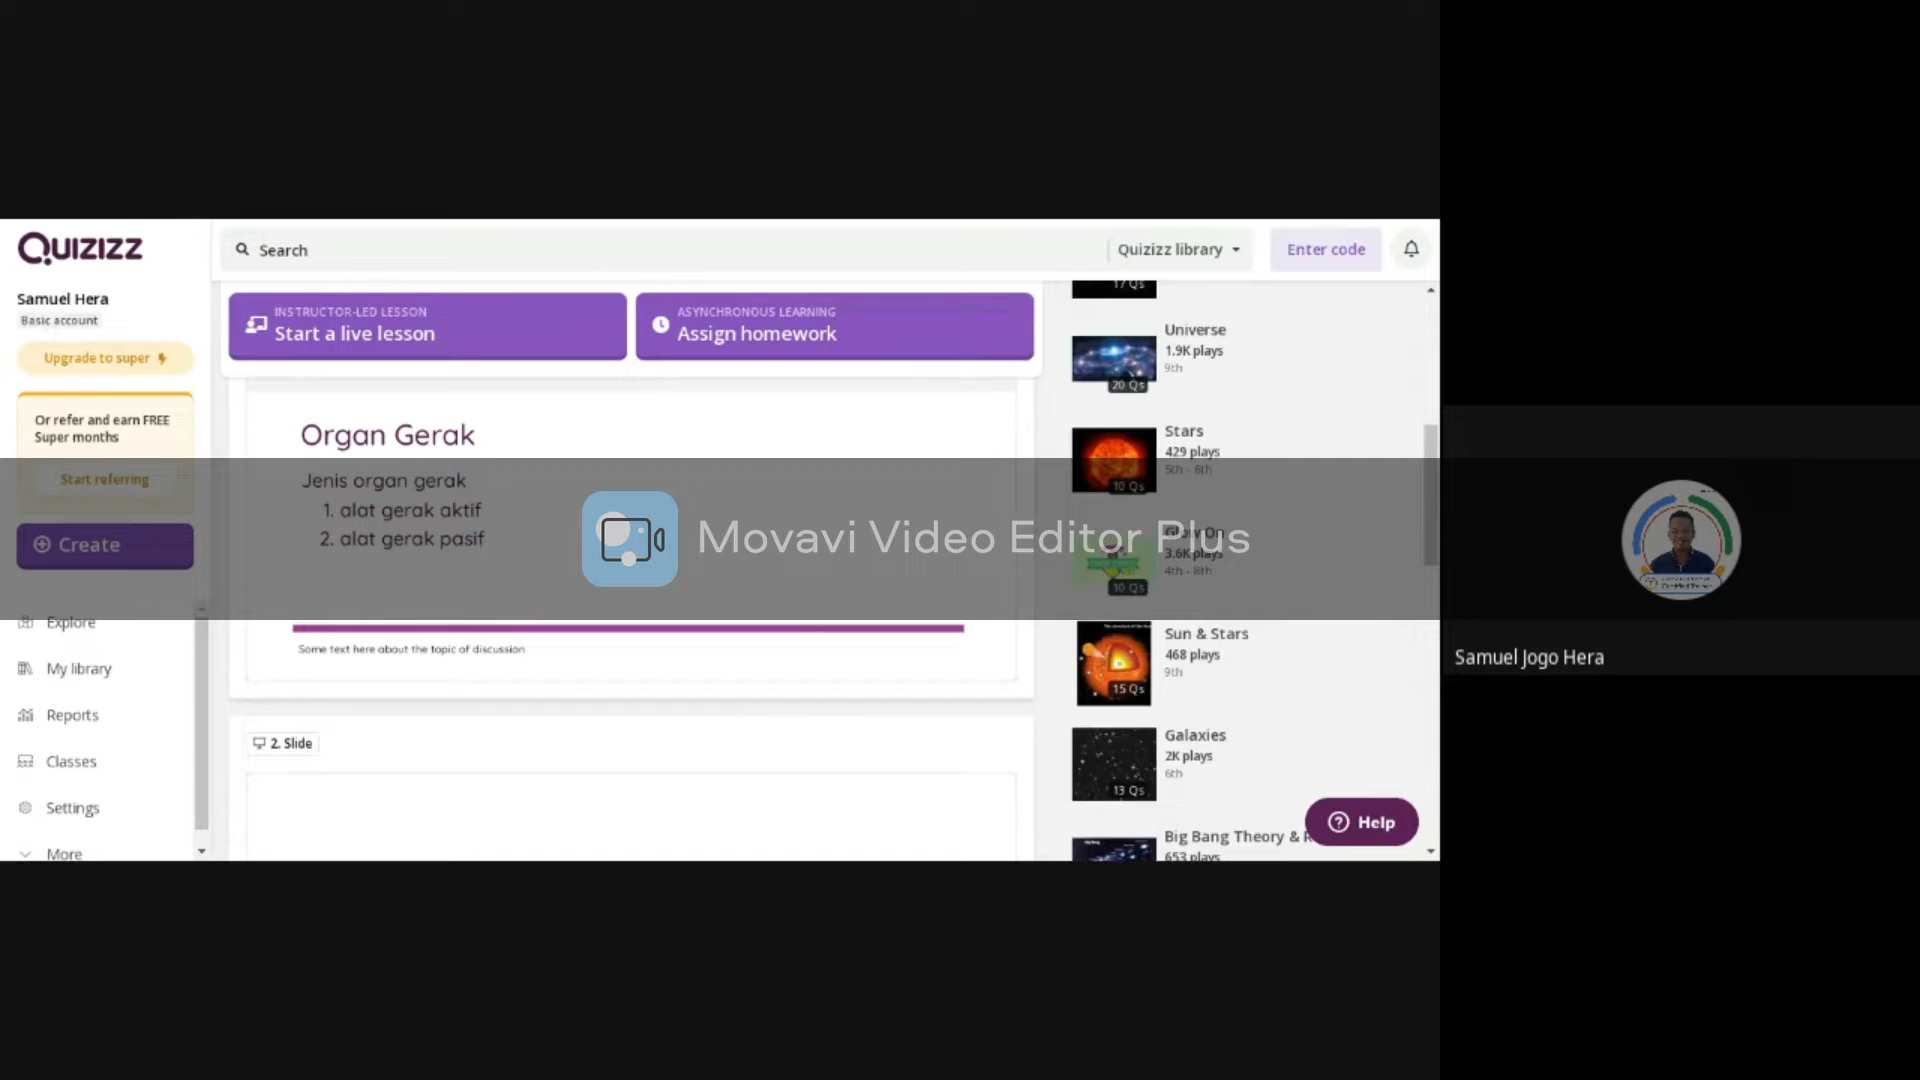 QUIZIZZ
Samuel Hera
Basic account
Upgrade to super
Or refer and earn FREE
Super months
Start referring
Create
Explore
My library
Reports
Classes
Settings
More
Search
Quizizz library
Enter code
INSTRUCTOR-LED LESSON
Start a live lesson
ASYNCHRONOUS LEARNING
Assign homework
Organ Gerak
Jenis organ gerak
1. alat gerak aktif
2. alat gerak pasif
Some text here about the topic of discussion
2. Slide
17 Qs
Universe
1.9K plays
9th
20 Qs
Stars
429 plays
5th - 6th
10 Qs
Glow On
3.6K plays
4th - 8th
10 Qs
Sun & Stars
468 plays
9th
15 Qs
Galaxies
2K plays
6th
13 Qs
Big Bang Theory &
653 plays
Help
Movavi Video Editor Plus
Samuel Jogo Hera